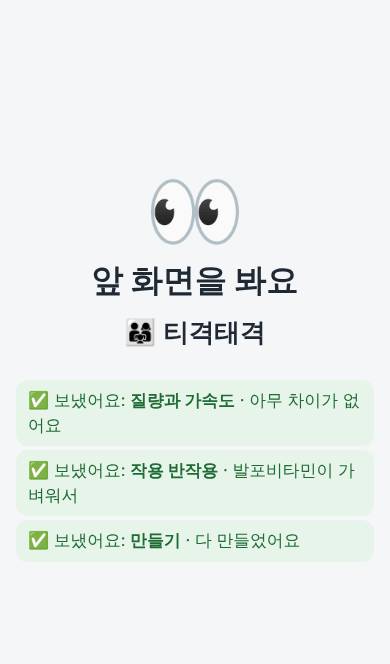 앞 화면을 봐요
티격태격
✅ 보냈어요: 질량과 가속도 · 아무 차이가 없
어요
✅ 보냈어요: 작용 반작용 · 발포비타민이 가
벼워서
✅ 보냈어요: 만들기 · 다 만들었어요